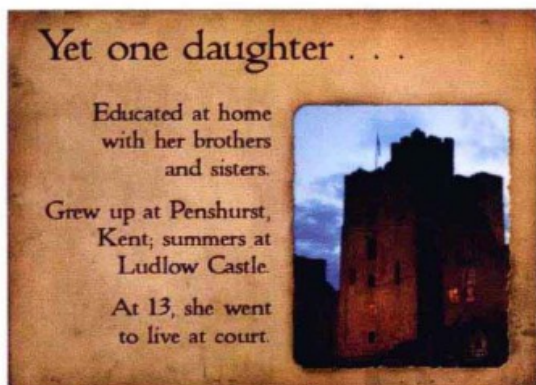 Yet one daughter . . .
Educated at home
with her brothers
and sisters.
Grew up at Penshurst,
Kent; summers at
Ludlow Castle.
At 13, she went
to live at court.